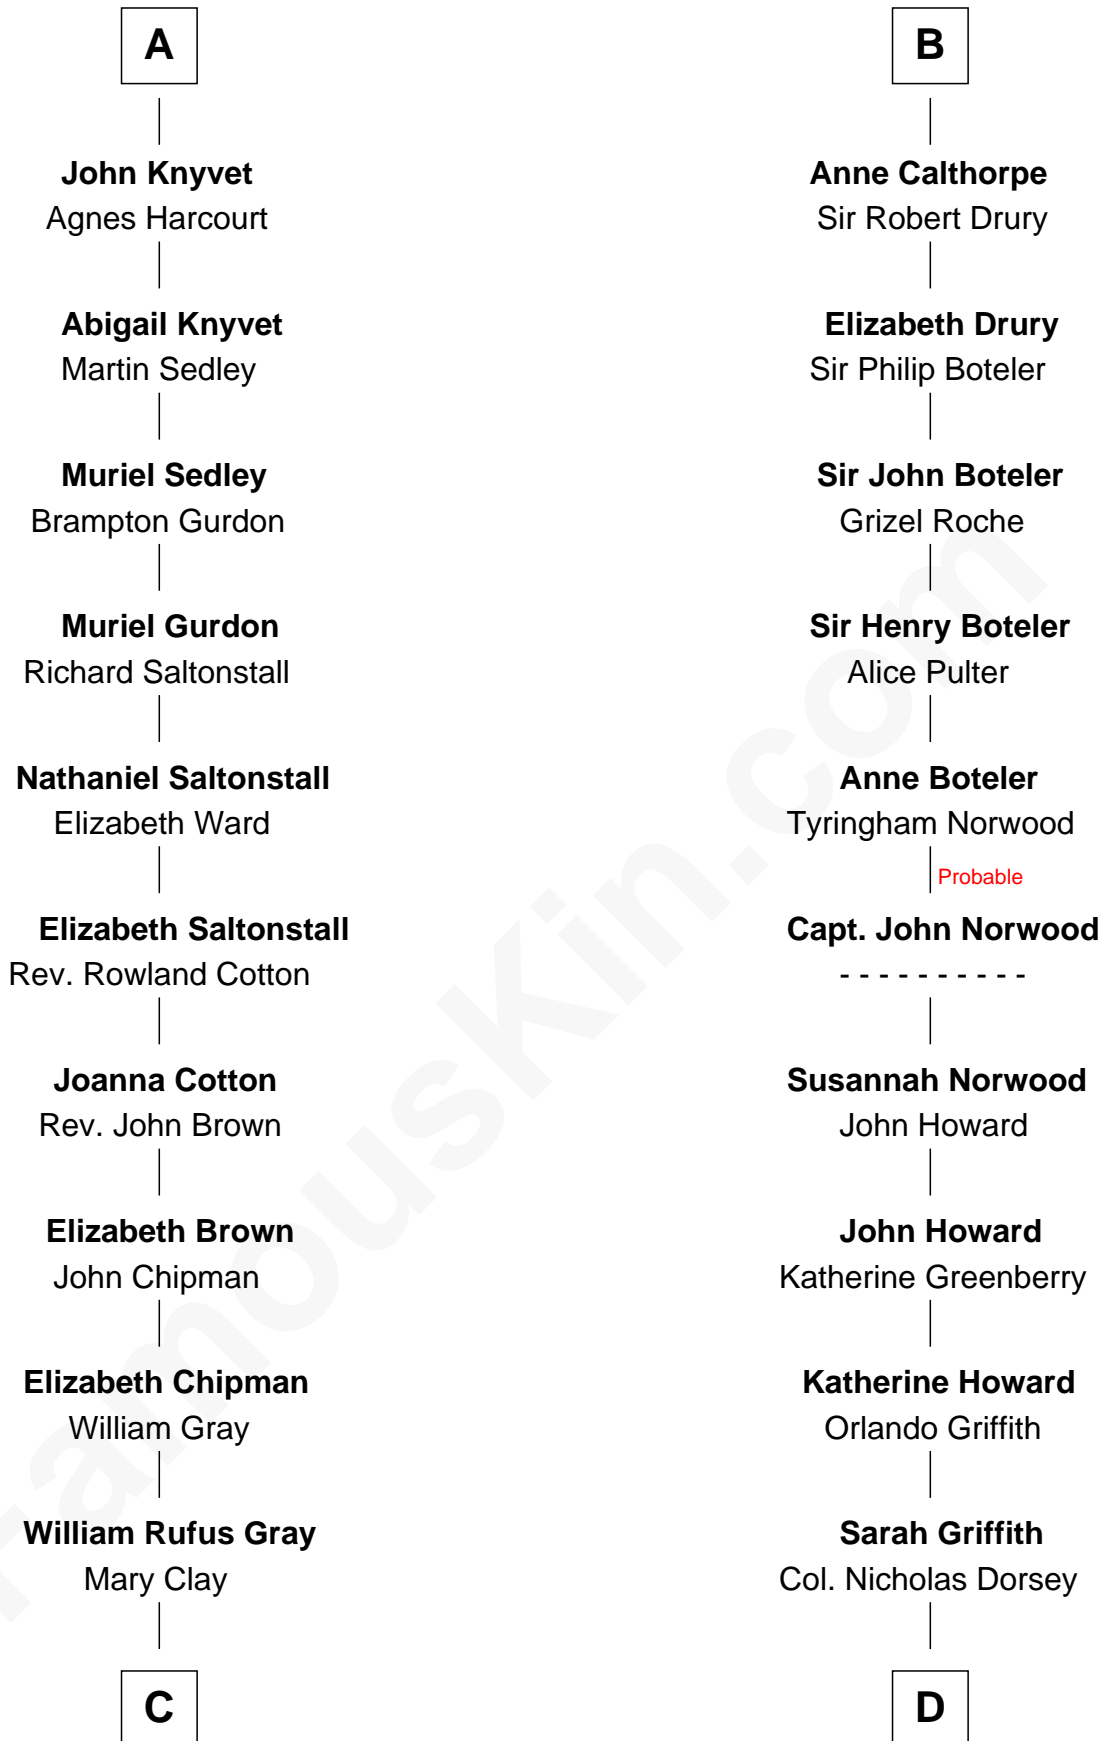 A
John Knyvet
Agnes Harcourt
Abigail Knyvet
Martin Sedley
Muriel Sedley
Brampton Gurdon
Muriel Gurdon
Richard Saltonstall
Nathaniel Saltonstall
Elizabeth Ward
Elizabeth Saltonstall
Rev. Rowland Cotton
Joanna Cotton
Rev. John Brown
Elizabeth Brown
John Chipman
Elizabeth Chipman
William Gray
William Rufus Gray
Mary Clay
C
B
Anne Calthorpe
Sir Robert Drury
Elizabeth Drury
Sir Philip Boteler
Sir John Boteler
Grizel Roche
Sir Henry Boteler
Alice Pulter
Anne Boteler
Tyringham Norwood
Probable
Capt. John Norwood
- - - - - - - - - -
Susannah Norwood
John Howard
John Howard
Katherine Greenberry
Katherine Howard
Orlando Griffith
Sarah Griffith
Col. Nicholas Dorsey
D
FamousKin.com